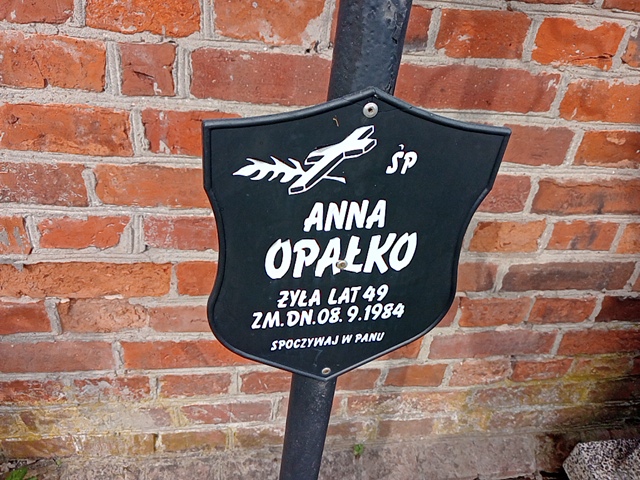 ŚP
ANNA
OPAŁKO
ŻYŁA LAT 49
ZM. DN. 08. 9. 1984
SPOCZYWAJ W PANU